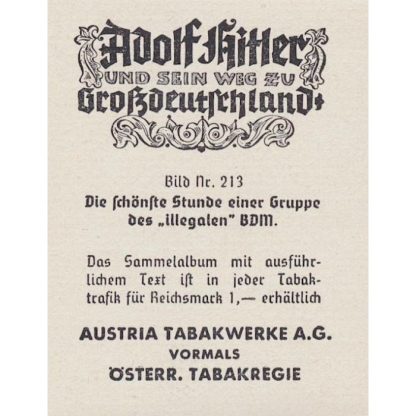 Adolf Hitler
UND SEIN WEG ZU
Großdeutschland
Bild Nr. 213
Die schönste Stunde einer Gruppe
des „illegalen" BDM.
Das Sammelalbum mit ausführ-
lichem Text ist in jeder Tabak-
trafik für Reichsmark 1,— erhältlich
AUSTRIA TABAKWERKE A.G.
VORMALS
ÖSTERR. TABAKREGIE